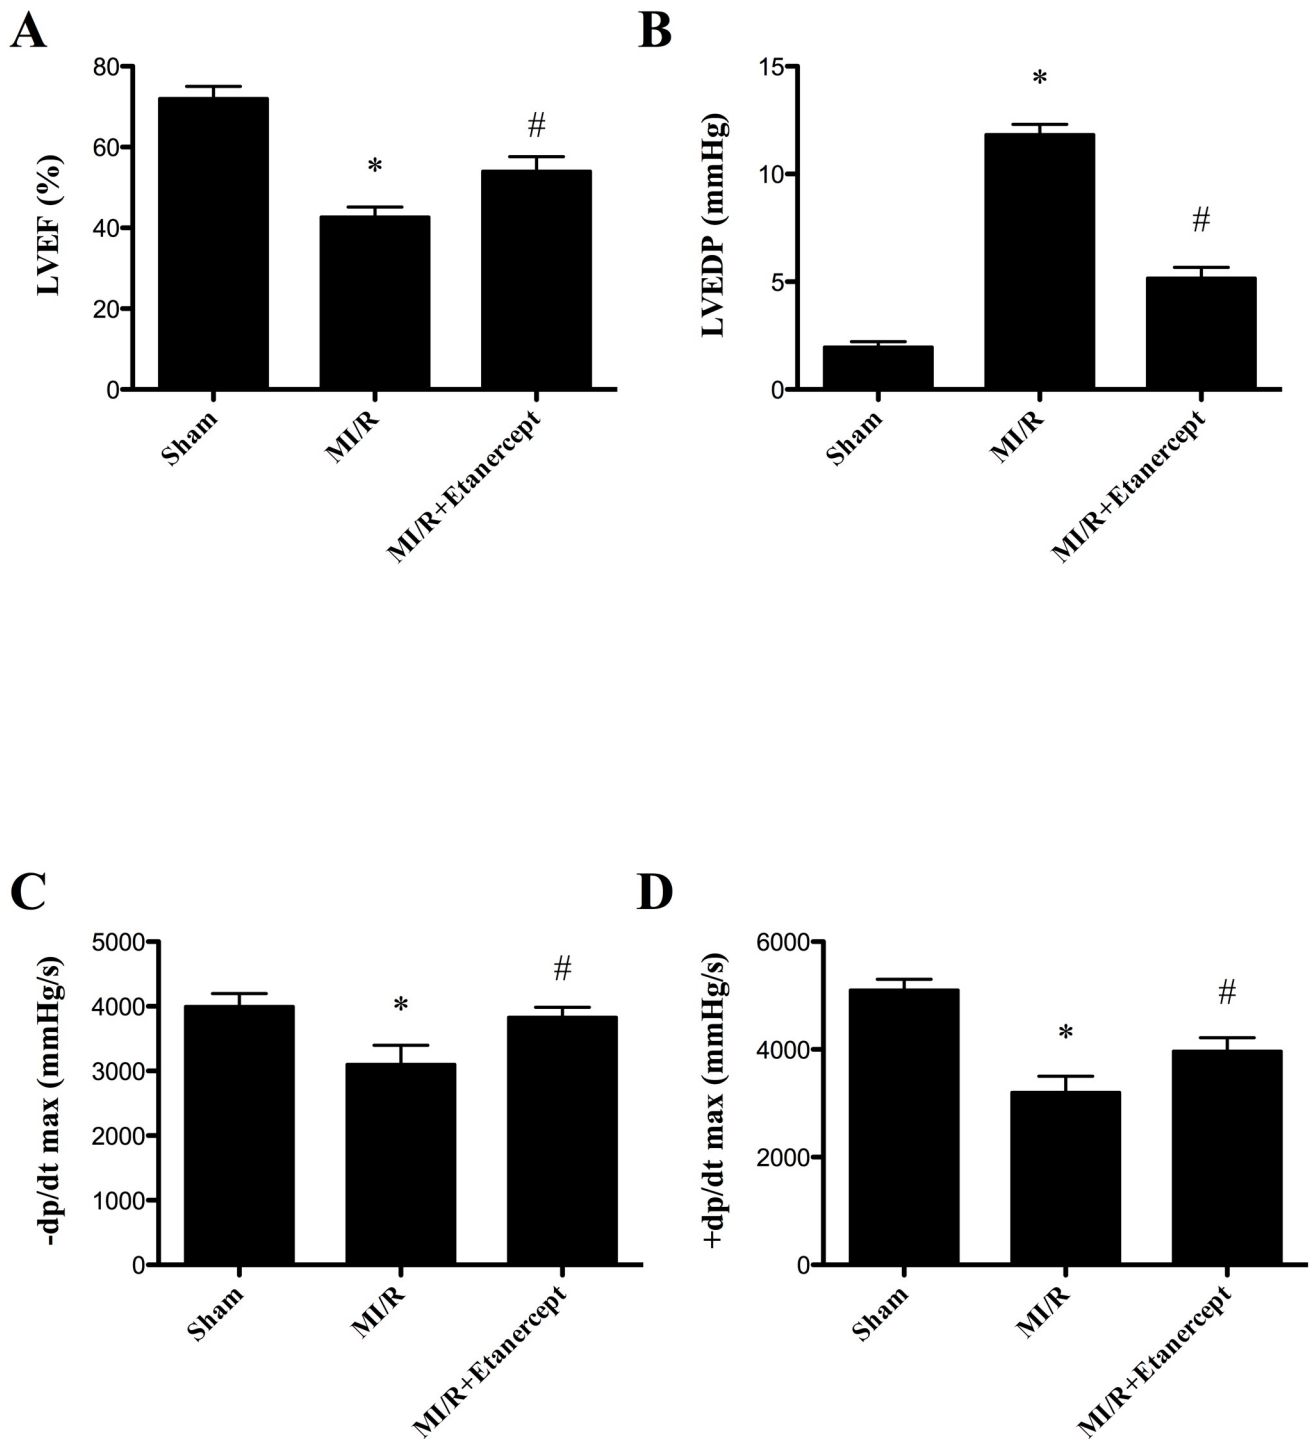 A
LVEF (%)
80
60
40
20
0
*
#
Sham
MI/R
MI/R+Etanercept
B
LVEDP (mmHg)
15
10
5
0
*
#
Sham
MI/R
MI/R+Etanercept
C
-dp/dt max (mmHg/s)
5000
4000
3000
2000
1000
0
*
#
Sham
MI/R
MI/R+Etanercept
D
+dp/dt max (mmHg/s)
6000
4000
2000
0
*
#
Sham
MI/R
MI/R+Etanercept